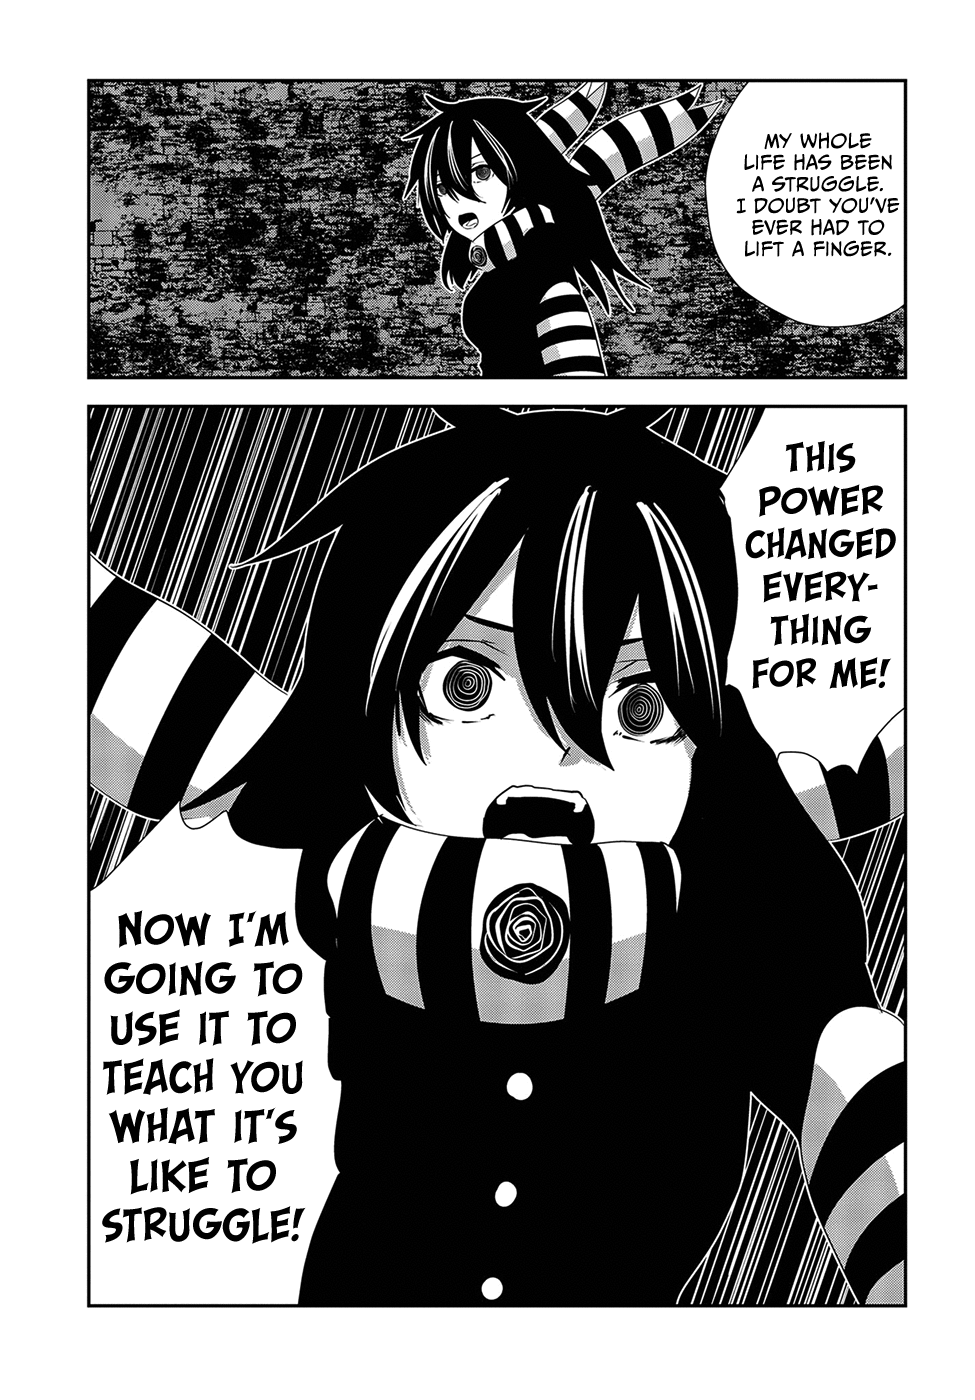 MY WHOLE
LIFE HAS BEEN
A STRUGGLE.
I DOUBT YOU'VE
EVER HAD TO
LIFT A FINGER.
THIS
POWER
CHANGED
EVERY-
THING
FOR ME!
NOW I'M
GOING TO
USE IT TO
TEACH YOU
WHAT IT'S
LIKE TO
STRUGGLE!